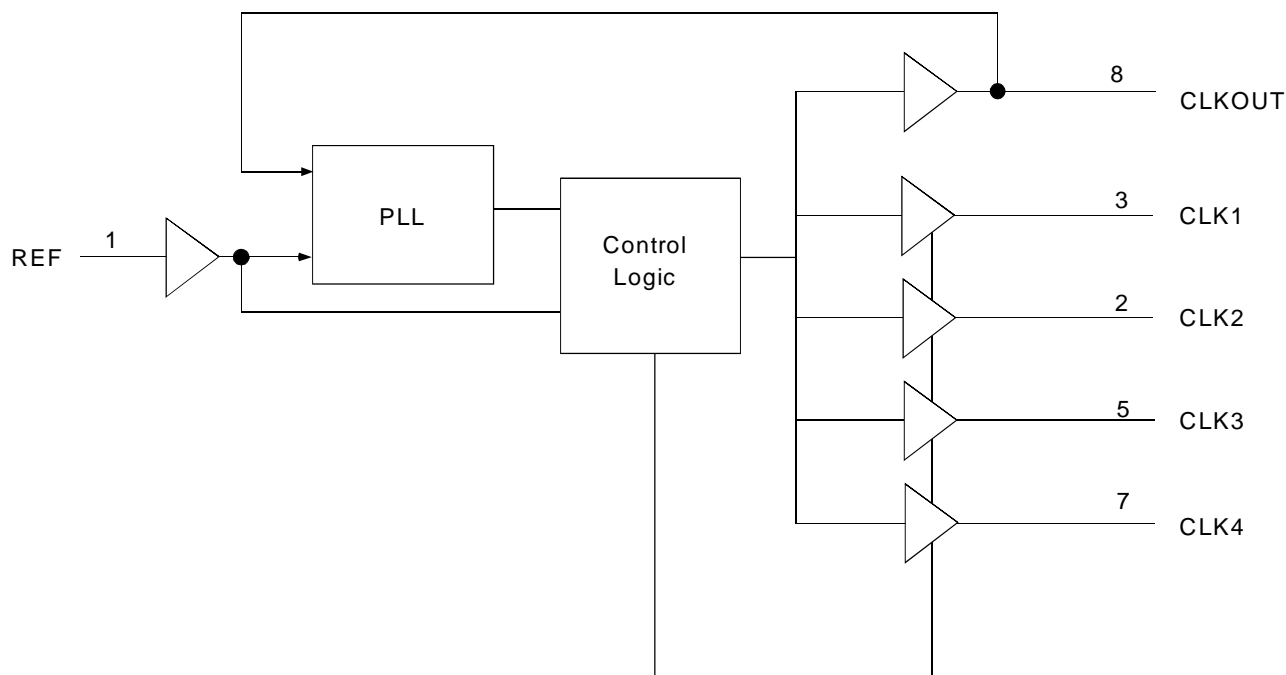 8
CLKOUT
PLL
3
CLK1
REF
1
Control
Logic
2
CLK2
5
CLK3
7
CLK4